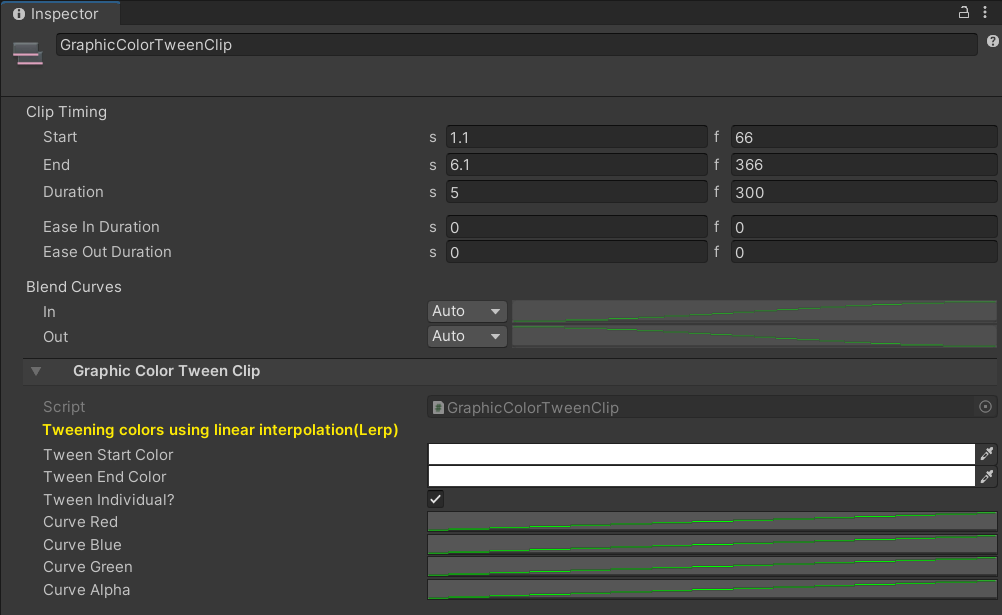 Inspector
GraphicColorTweenClip
Clip Timing
Start s 1.1 f 66
End s 6.1 f 366
Duration s 5 f 300
Ease In Duration s 0 f 0
Ease Out Duration s 0 f 0
Blend Curves
In Auto
Out Auto
Graphic Color Tween Clip
Script # GraphicColorTweenClip
Tweening colors using linear interpolation(Lerp)
Tween Start Color
Tween End Color
Tween Individual?
Curve Red
Curve Blue
Curve Green
Curve Alpha